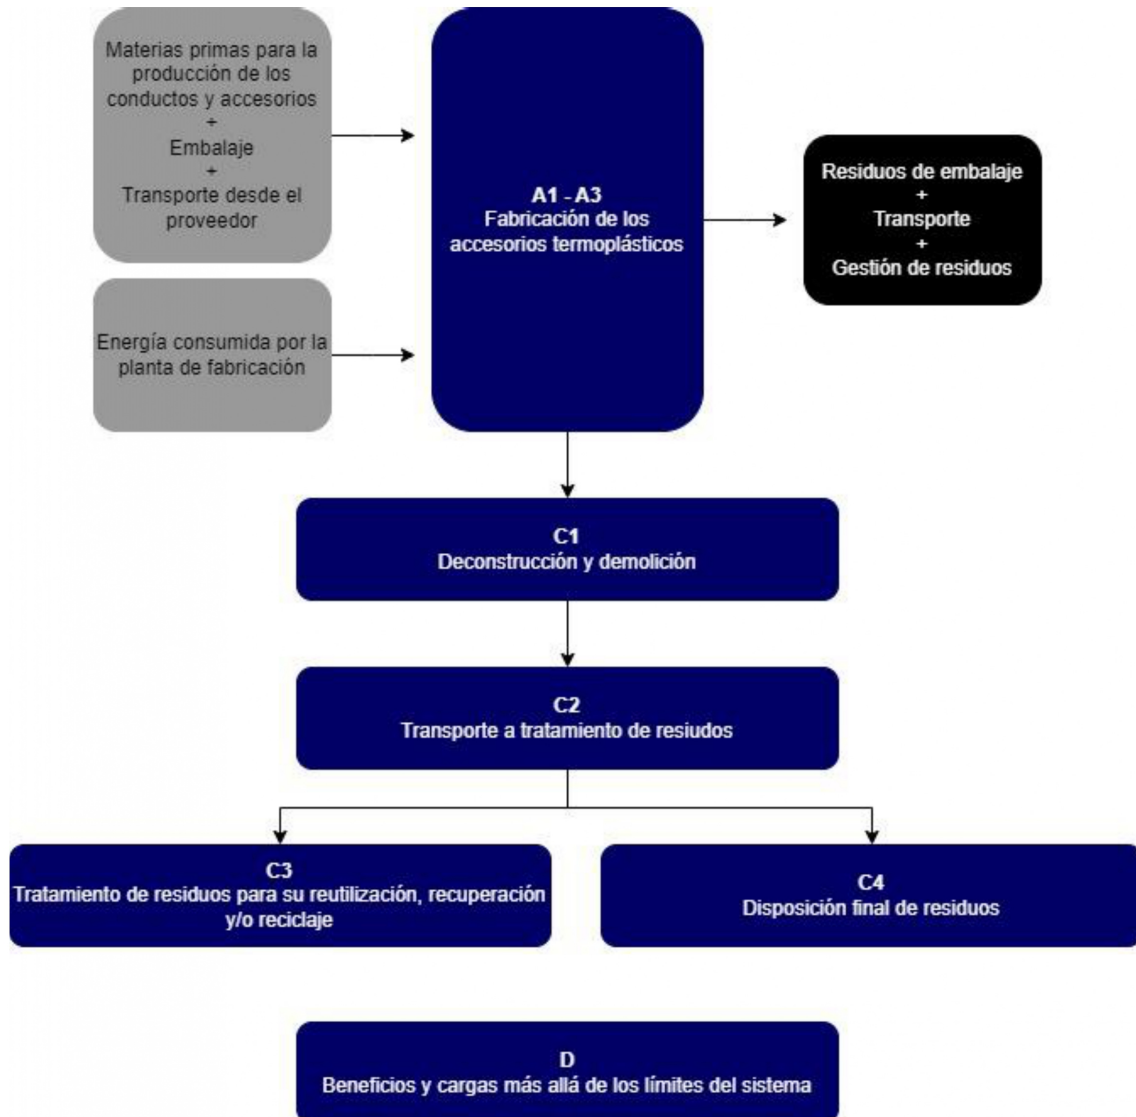 Materias primas para la
producción de los
conductos y accesorios
+
Embalaje
+
Transporte desde el
proveedor
Energía consumida por la
planta de fabricación
A1 - A3
Fabricación de los
accesorios termoplásticos
Residuos de embalaje
+
Transporte
+
Gestión de residuos
C1
Deconstrucción y demolición
C2
Transporte a tratamiento de resiudos
C3
Tratamiento de residuos para su reutilización, recuperación
y/o reciclaje
C4
Disposición final de residuos
D
Beneficios y cargas más allá de los límites del sistema